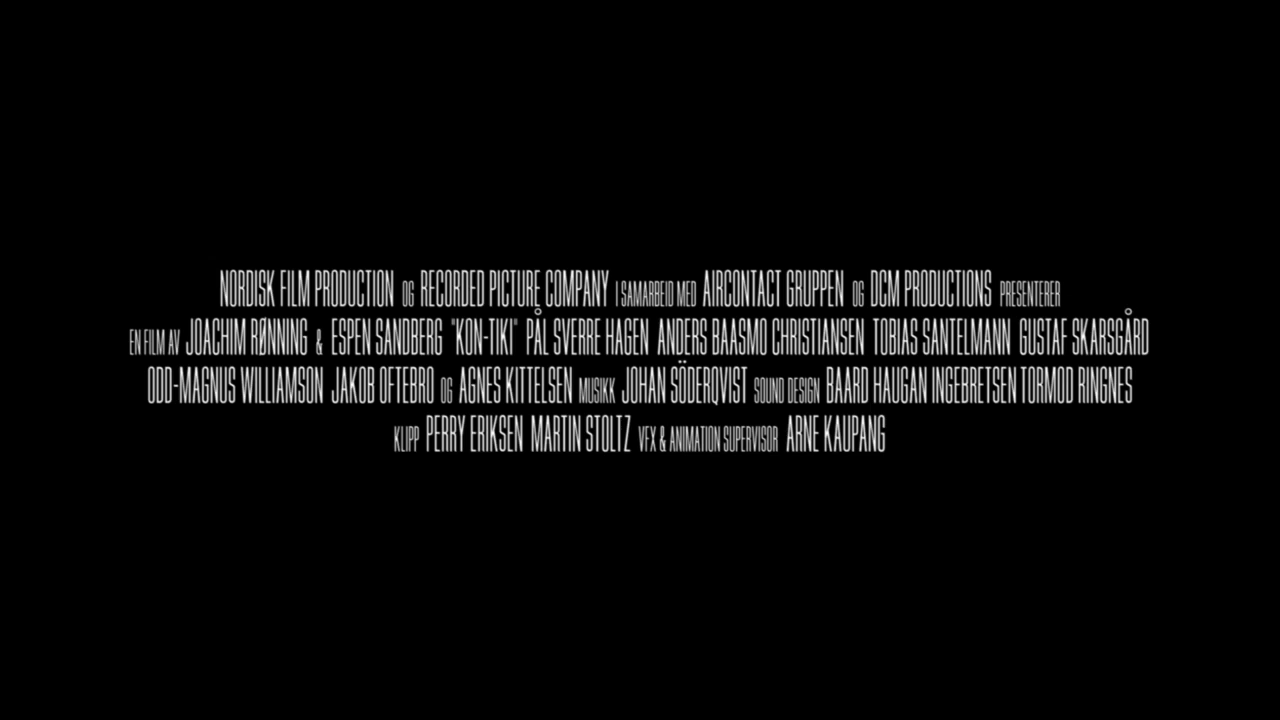 NORDISK FILM PRODUCTION OG RECORDED PICTURE COMPANY I SAMARBEID MED AIRCONTACT GRUPPEN OG DCM PRODUCTIONS PRESENTERER
EN FILM AV JOACHIM RØNNING & ESPEN SANDBERG "KON-TIKI" PÅL SVERRE HAGEN ANDERS BAASMO CHRISTIANSEN TOBIAS SANTELMANN GUSTAF SKARSGÅRD
ODD-MAGNUS WILLIAMSON JAKOB OFTEBRO OG AGNES KITTELSEN MUSIKK JOHAN SÖDERQVIST SOUND DESIGN BAARD HAUGAN INGEBRETSEN TORMOD RINGNES
KLIPP PERRY ERIKSEN MARTIN STOLTZ VFX & ANIMATION SUPERVISOR ARNE KAUPANG